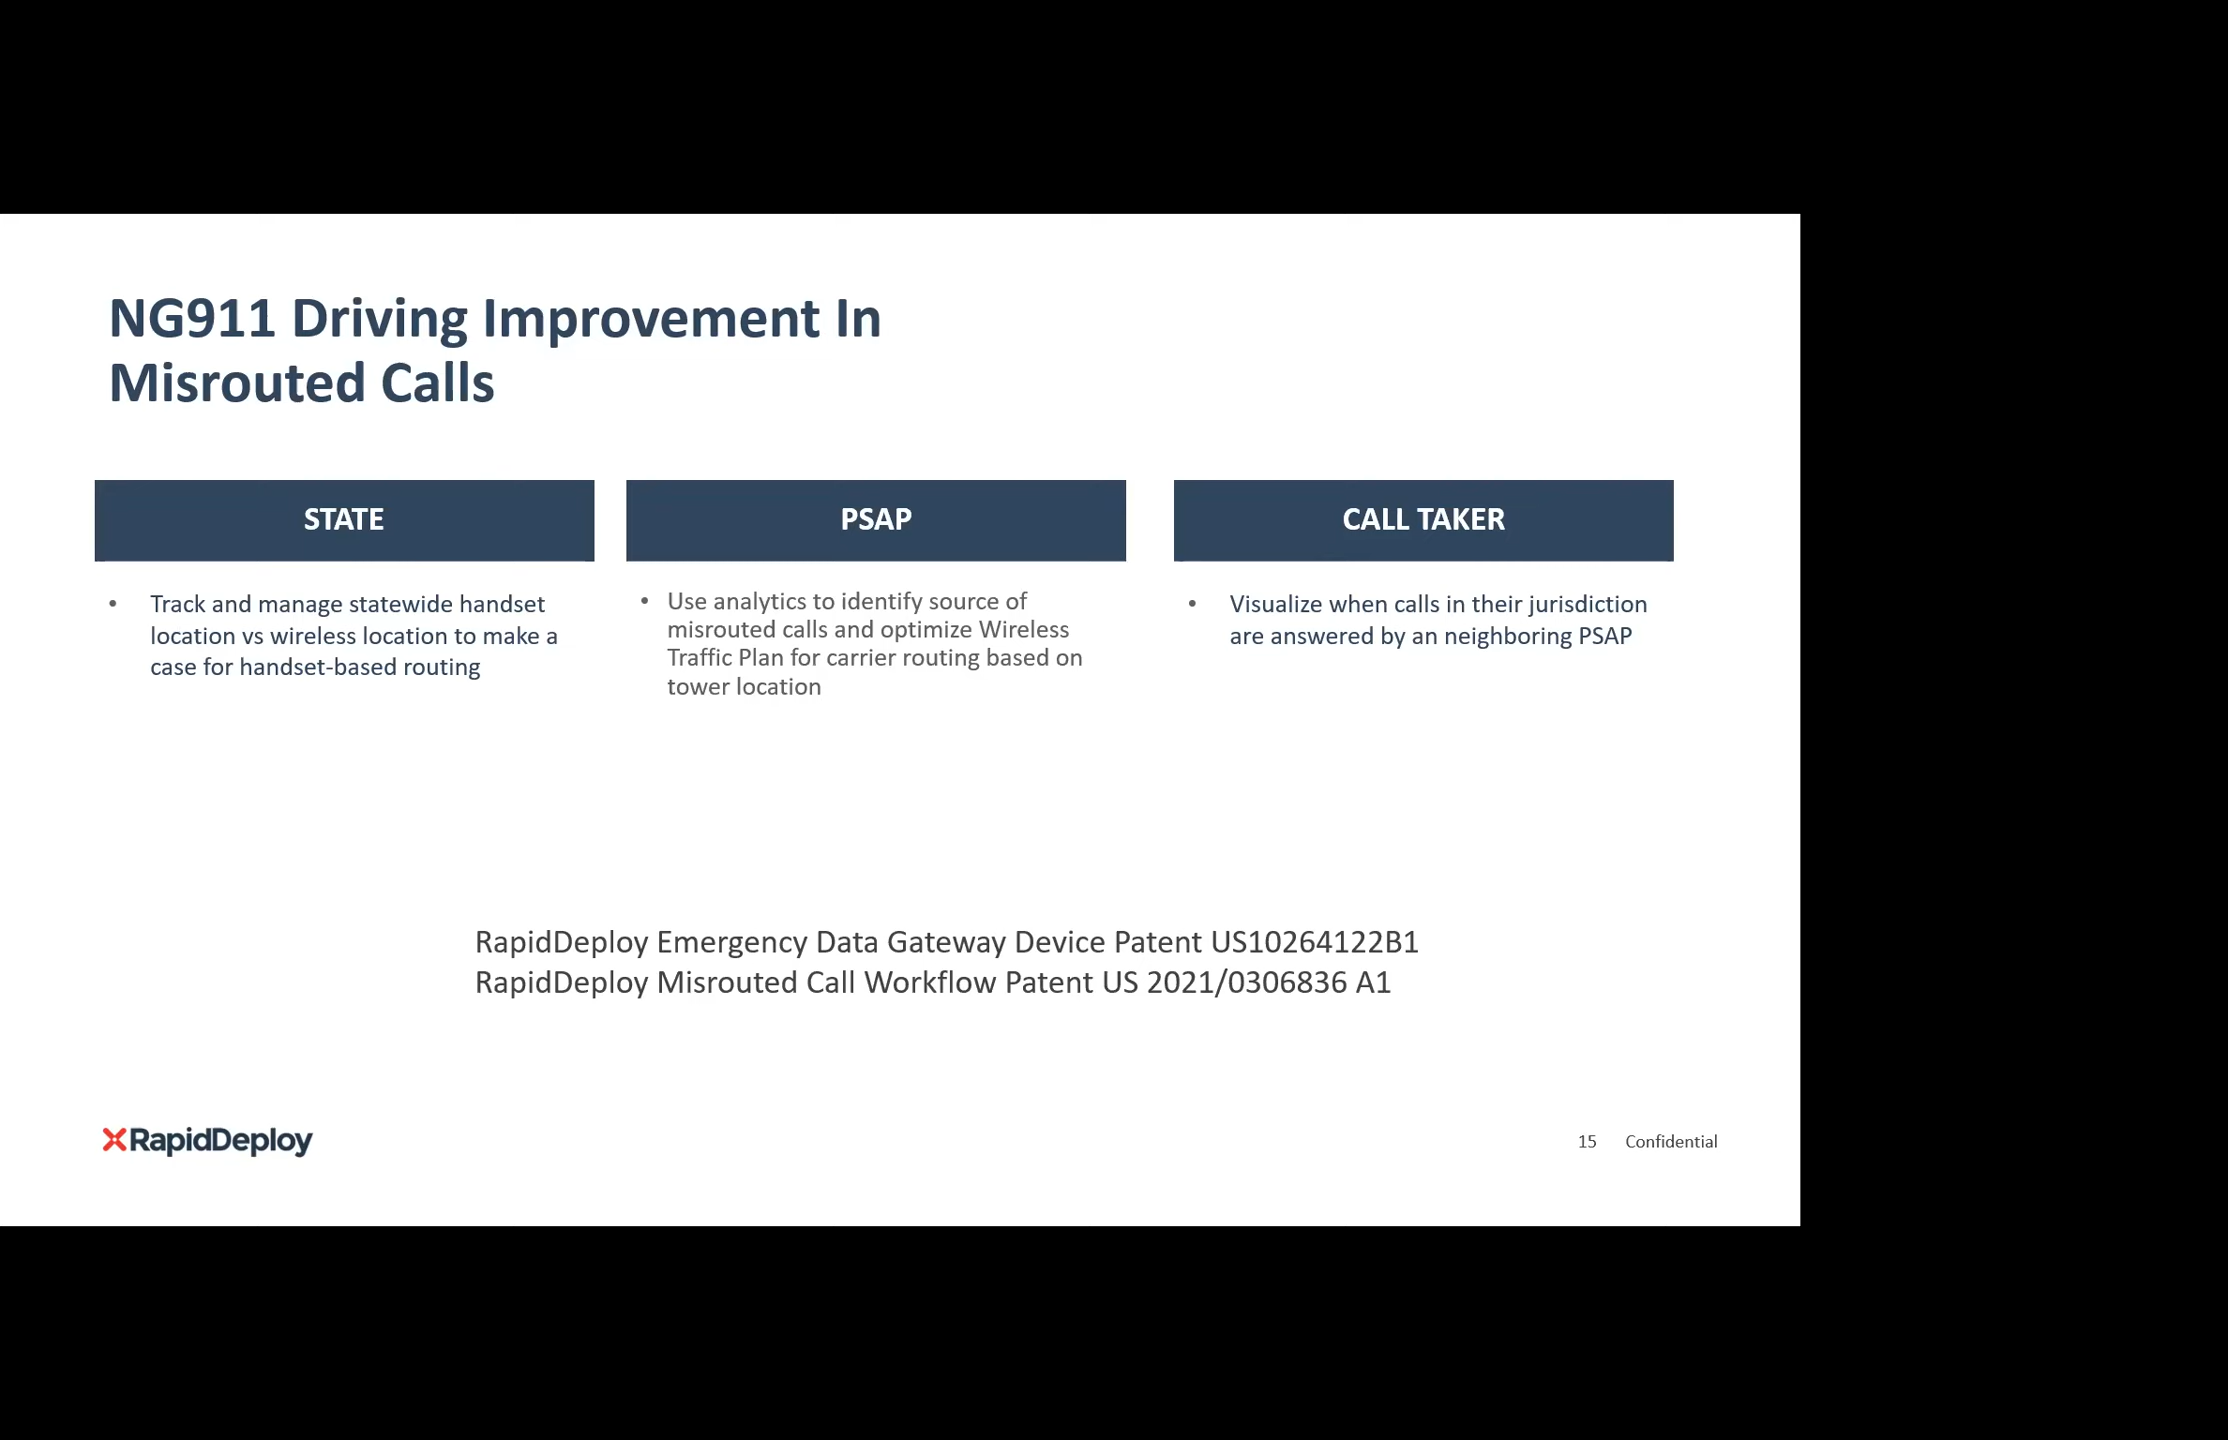 NG911 Driving Improvement In
Misrouted Calls
STATE
• Track and manage statewide handset
location vs wireless location to make a
case for handset-based routing
PSAP
• Use analytics to identify source of
misrouted calls and optimize Wireless
Traffic Plan for carrier routing based on
tower location
CALL TAKER
• Visualize when calls in their jurisdiction
are answered by an neighboring PSAP
RapidDeploy Emergency Data Gateway Device Patent US10264122B1
RapidDeploy Misrouted Call Workflow Patent US 2021/0306836 A1
RapidDeploy
15 Confidential